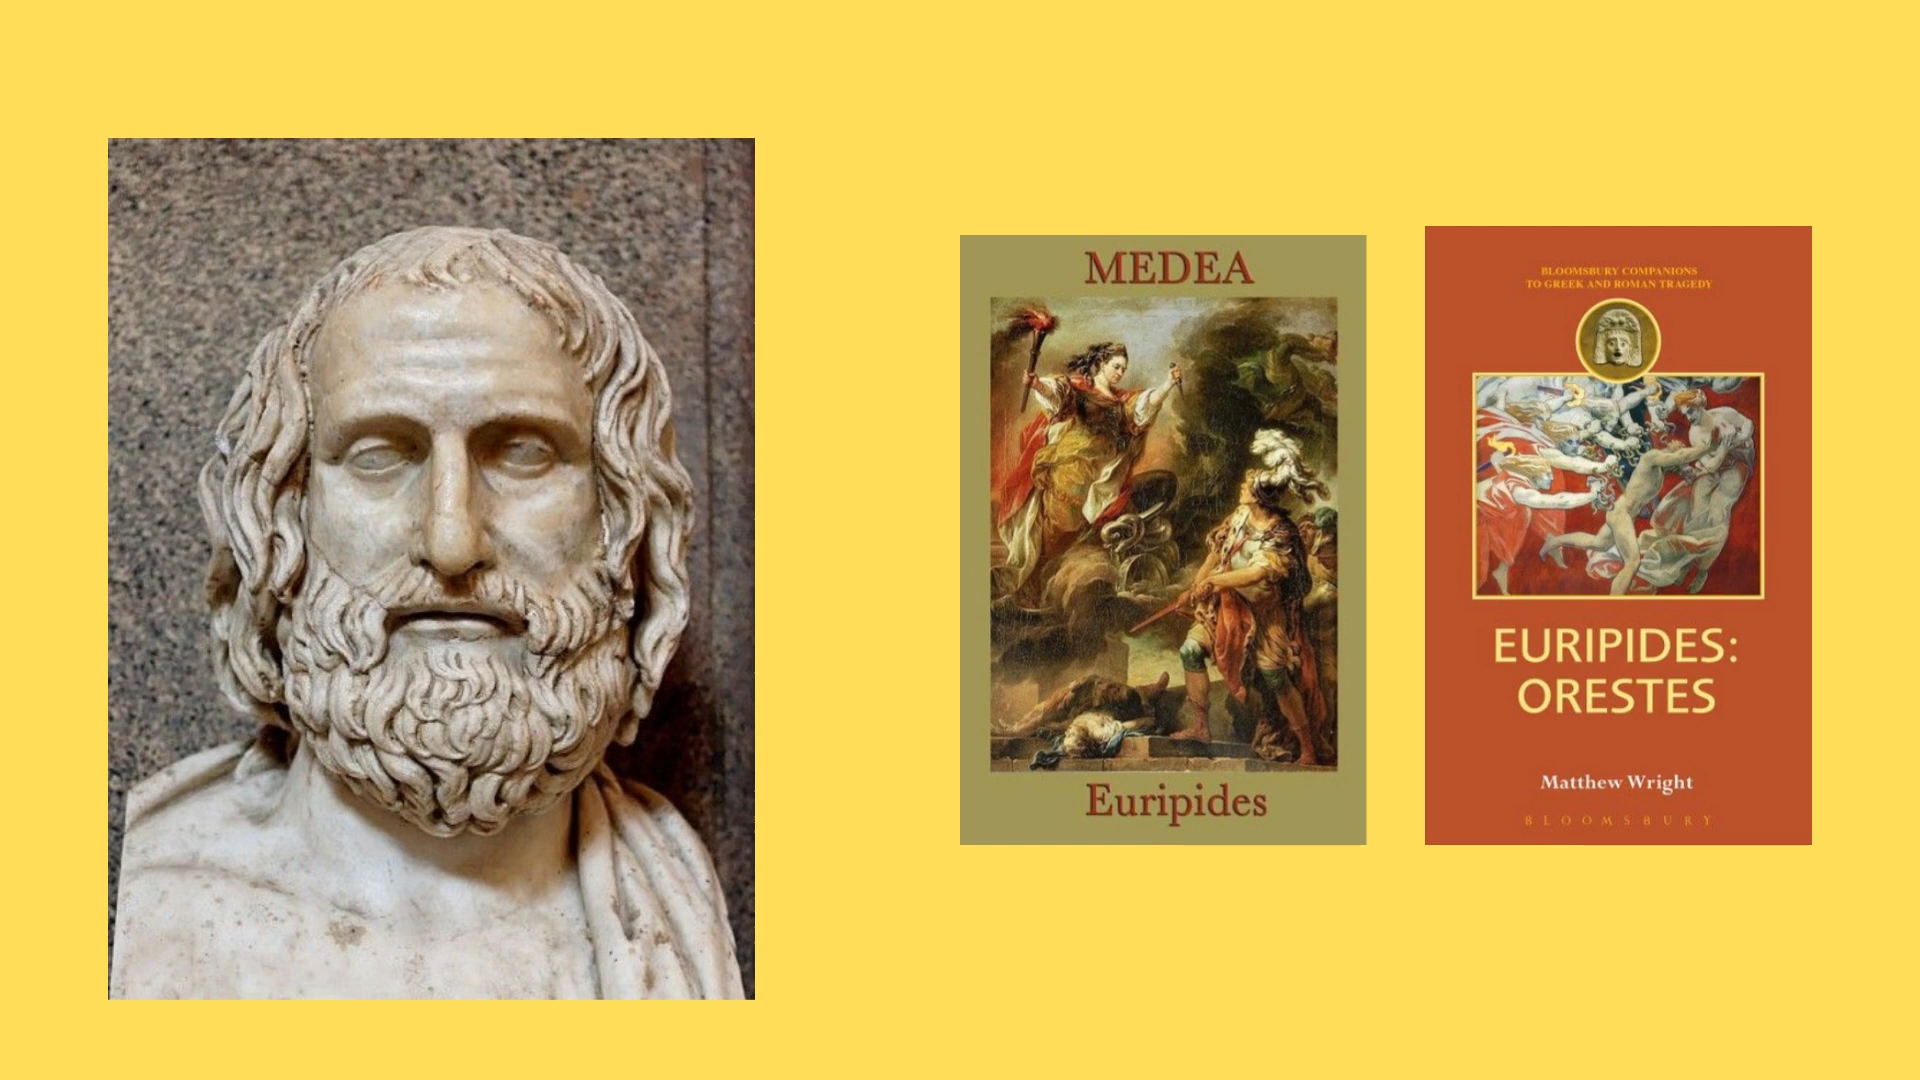 MEDEA
Euripides
BLOOMSBURY COMPANIONS
TO GREEK AND ROMAN TRAGEDY
EURIPIDES:
ORESTES
Matthew Wright
BLOOMSBURY